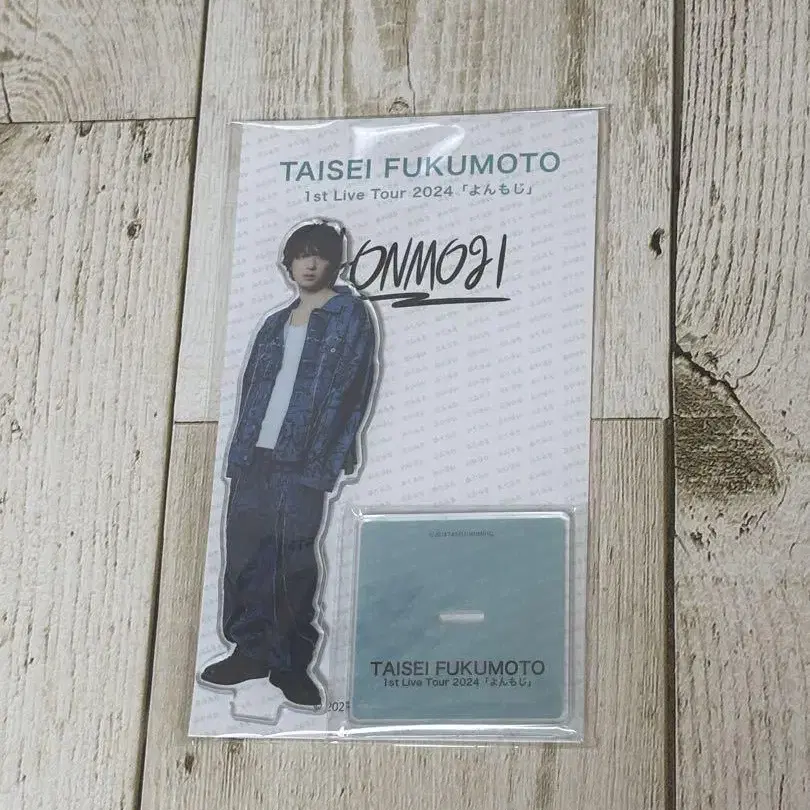 TAISEI FUKUMOTO
1st Live Tour 2024「よんもじ」
ONMOJI
TAISEI FUKUMOTO
1st Live Tour 2024「よんもじ」
© 2024